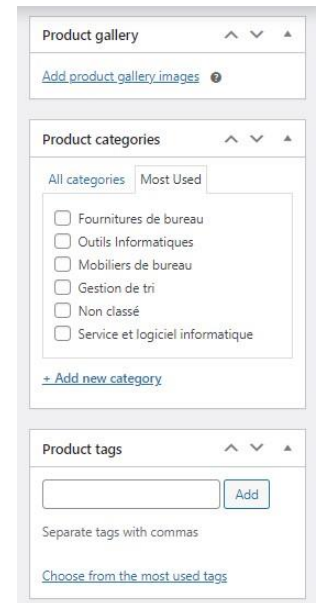 Product gallery
Add product gallery images
Product categories
All categories Most Used
Fournitures de bureau
Outils Informatiques
Mobiliers de bureau
Gestion de tri
Non classé
Service et logiciel informatique
+ Add new category
Product tags
Add
Separate tags with commas
Choose from the most used tags